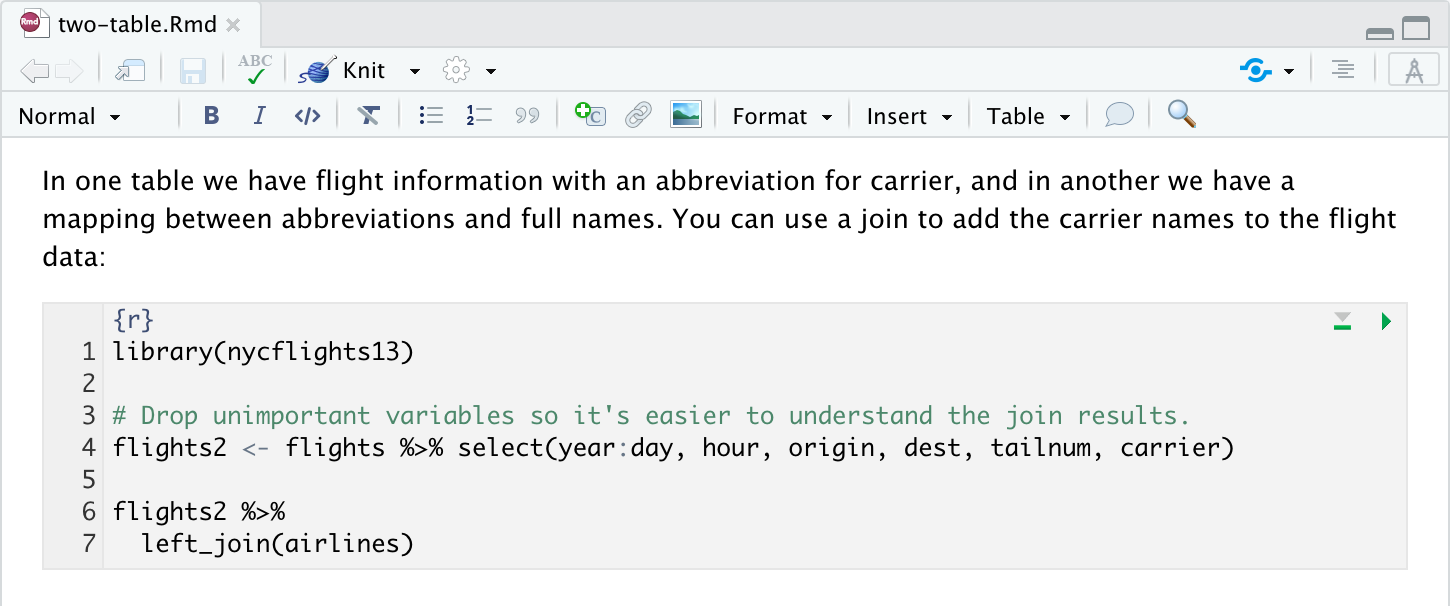 Rmd two-table.Rmd
ABC Knit
Normal B I </> C Format Insert Table
In one table we have flight information with an abbreviation for carrier, and in another we have a
mapping between abbreviations and full names. You can use a join to add the carrier names to the flight
data:
{r}
1 library(nycflights13)
2
3 # Drop unimportant variables so it's easier to understand the join results.
4 flights2 <- flights %>% select(year:day, hour, origin, dest, tailnum, carrier)
5
6 flights2 %>%
7   left_join(airlines)